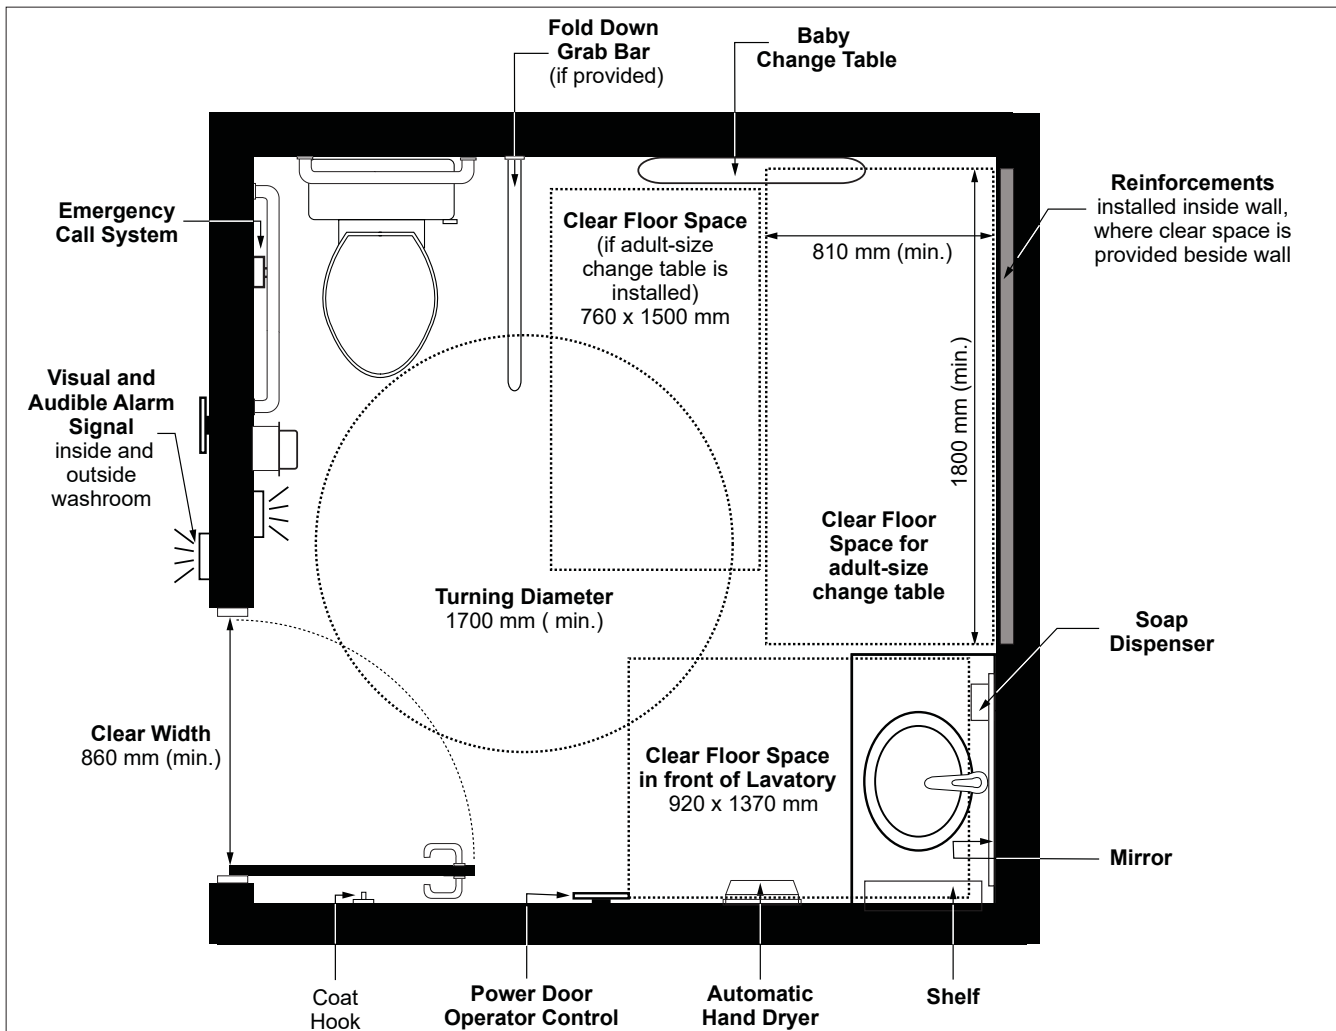 Fold Down
Grab Bar
(if provided)
Baby
Change Table
Emergency
Call System
Clear Floor Space
(if adult-size
change table is
installed)
760 x 1500 mm
810 mm (min.)
Reinforcements
installed inside wall,
where clear space is
provided beside wall
1800 mm (min.)
Visual and
Audible Alarm
Signal
inside and
outside
washroom
Clear Floor
Space for
adult-size
change table
Turning Diameter
1700 mm ( min.)
Soap
Dispenser
Clear Width
860 mm (min.)
Clear Floor Space
in front of Lavatory
920 x 1370 mm
Mirror
Coat
Hook
Power Door
Operator Control
Automatic
Hand Dryer
Shelf